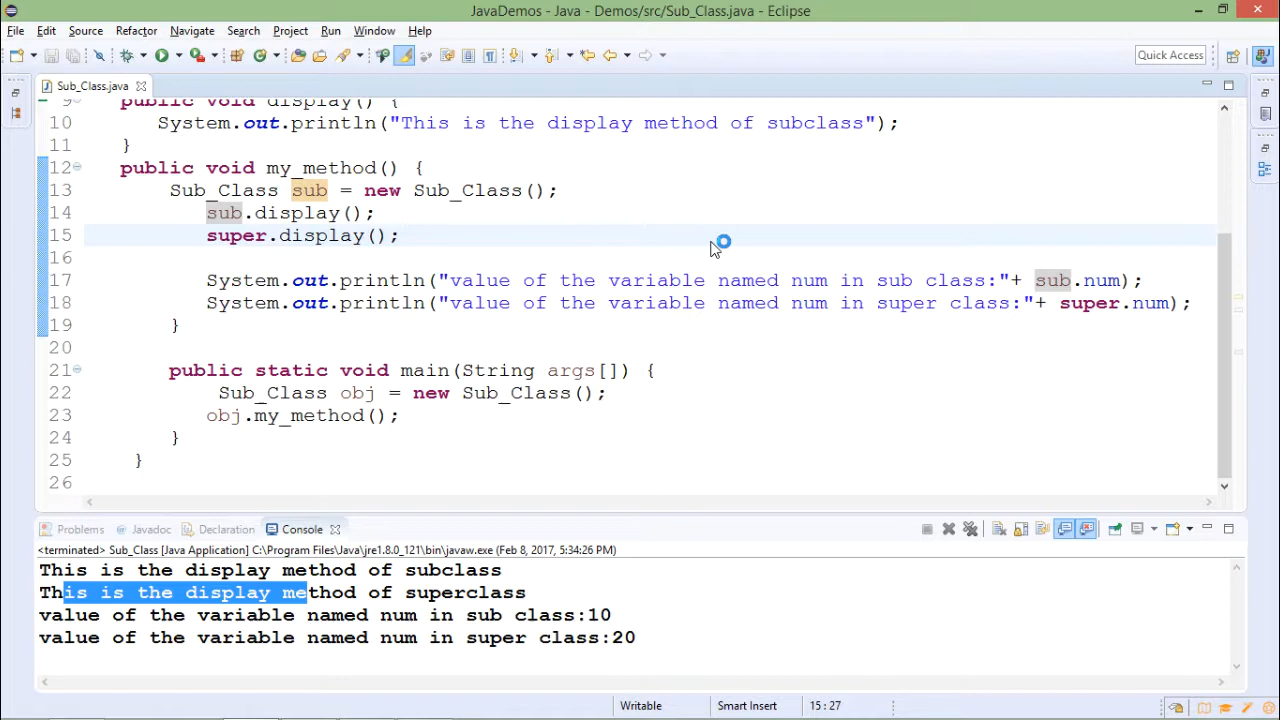 JavaDemos - Java - Demos/src/Sub_Class.java - Eclipse
File Edit Source Refactor Navigate Search Project Run Window Help
Quick Access
Sub_Class.java
9 public void display() {
10 System.out.println("This is the display method of subclass");
11 }
12 public void my_method() {
13 Sub_Class sub = new Sub_Class();
14 sub.display();
15 super.display();
16
17 System.out.println("value of the variable named num in sub class:"+ sub.num);
18 System.out.println("value of the variable named num in super class:"+ super.num);
19 }
20
21 public static void main(String args[]) {
22 Sub_Class obj = new Sub_Class();
23 obj.my_method();
24 }
25 }
26
Problems Javadoc Declaration Console
<terminated> Sub_Class [Java Application] C:\Program Files\Java\jre1.8.0_121\bin\javaw.exe (Feb 8, 2017, 5:34:26 PM)
This is the display method of subclass
This is the display method of superclass
value of the variable named num in sub class:10
value of the variable named num in super class:20
Writable Smart Insert 15 : 27